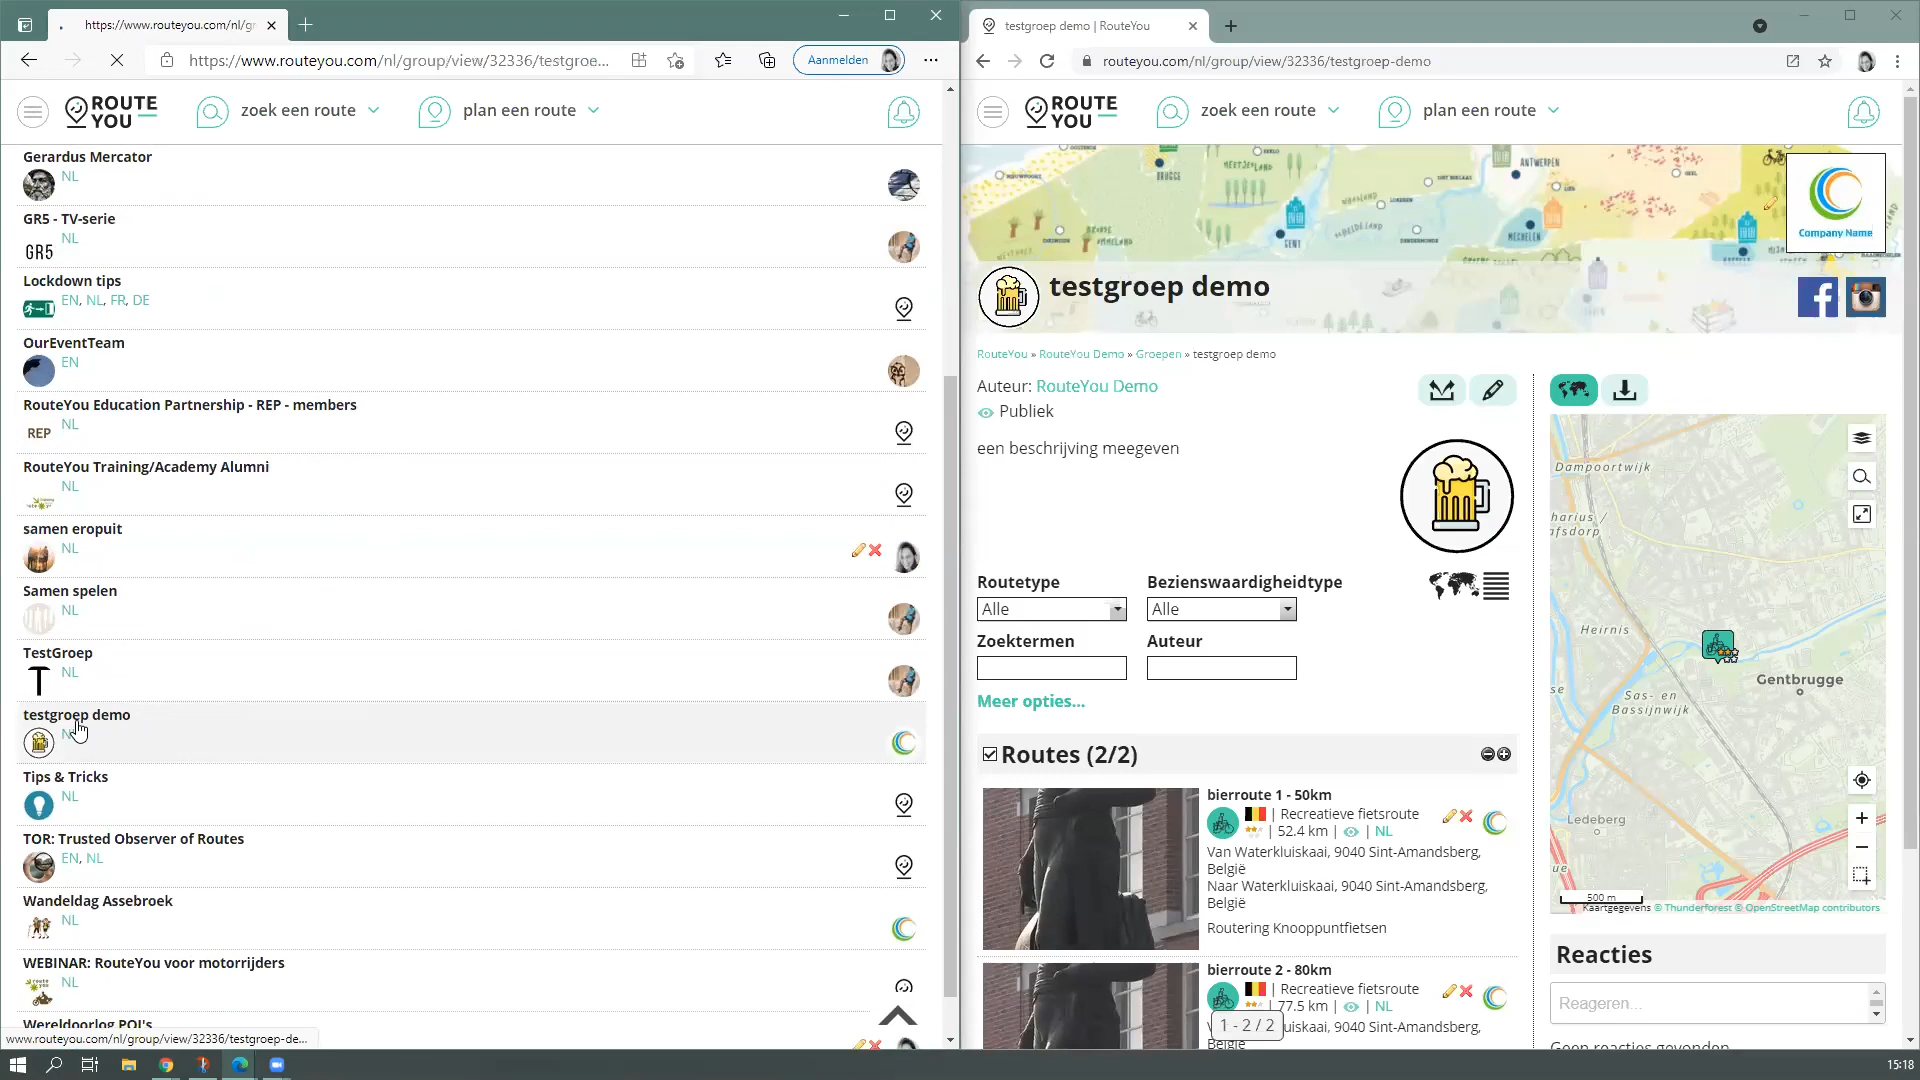 https://www.routeyou.com/nl/gr
https://www.routeyou.com/nl/group/view/32336/testgroe...
Aanmelden
ROUTE YOU
zoek een route
plan een route
Gerardus Mercator
NL
GR5 - TV-serie
NL
GR5
Lockdown tips
EN, NL, FR, DE
OurEventTeam
EN
RouteYou Education Partnership - REP - members
NL
REP
RouteYou Training/Academy Alumni
NL
samen eropuit
NL
Samen spelen
NL
TestGroep
NL
T
testgroep demo
Tips & Tricks
NL
TOR: Trusted Observer of Routes
EN, NL
Wandeldag Assebroek
NL
WEBINAR: RouteYou voor motorrijders
NL
Wereldoorlog POI's
www.routeyou.com/nl/group/view/32336/testgroep-de...
testgroep demo | RouteYou
routeyou.com/nl/group/view/32336/testgroep-demo
ROUTE YOU
zoek een route
plan een route
BRUGGE
MEETJESLAND
ANTWERPEN
GENT
MECHELEN
Company Name
testgroep demo
RouteYou » RouteYou Demo » Groepen » testgroep demo
Auteur: RouteYou Demo
Publiek
een beschrijving meegeven
Routetype
Bezienswaardigheidtype
Alle
Alle
Zoektermen
Auteur
Meer opties...
Routes (2/2)
bierroute 1 - 50km
| Recreatieve fietsroute
| 52.4 km | | NL
Van Waterkluiskaai, 9040 Sint-Amandsberg,
België
Naar Waterkluiskaai, 9040 Sint-Amandsberg,
België
Routering Knooppuntfietsen
bierroute 2 - 80km
| Recreatieve fietsroute
| 77.5 km | | NL
uiskaai, 9040 Sint-Amandsberg,
België
1 - 2 / 2
Dampoortwijk
harius /
afsdorp
Heirnis
Gentbrugge
Sas- en
Bassijnwijk
se
Ledeberg
ue
500 m
Kaartgegevens © Thunderforest © OpenStreetMap contributors
Reacties
Reageren...
Geen reacties gevonden
15:18